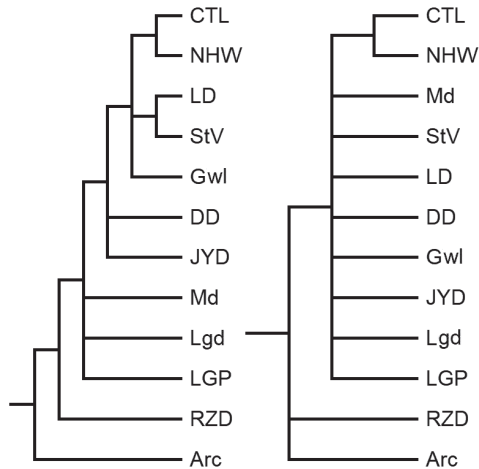 CTL
NHW
LD
StV
Gwl
DD
JYD
Md
Lgd
LGP
RZD
Arc
CTL
NHW
Md
StV
LD
DD
Gwl
JYD
Lgd
LGP
RZD
Arc